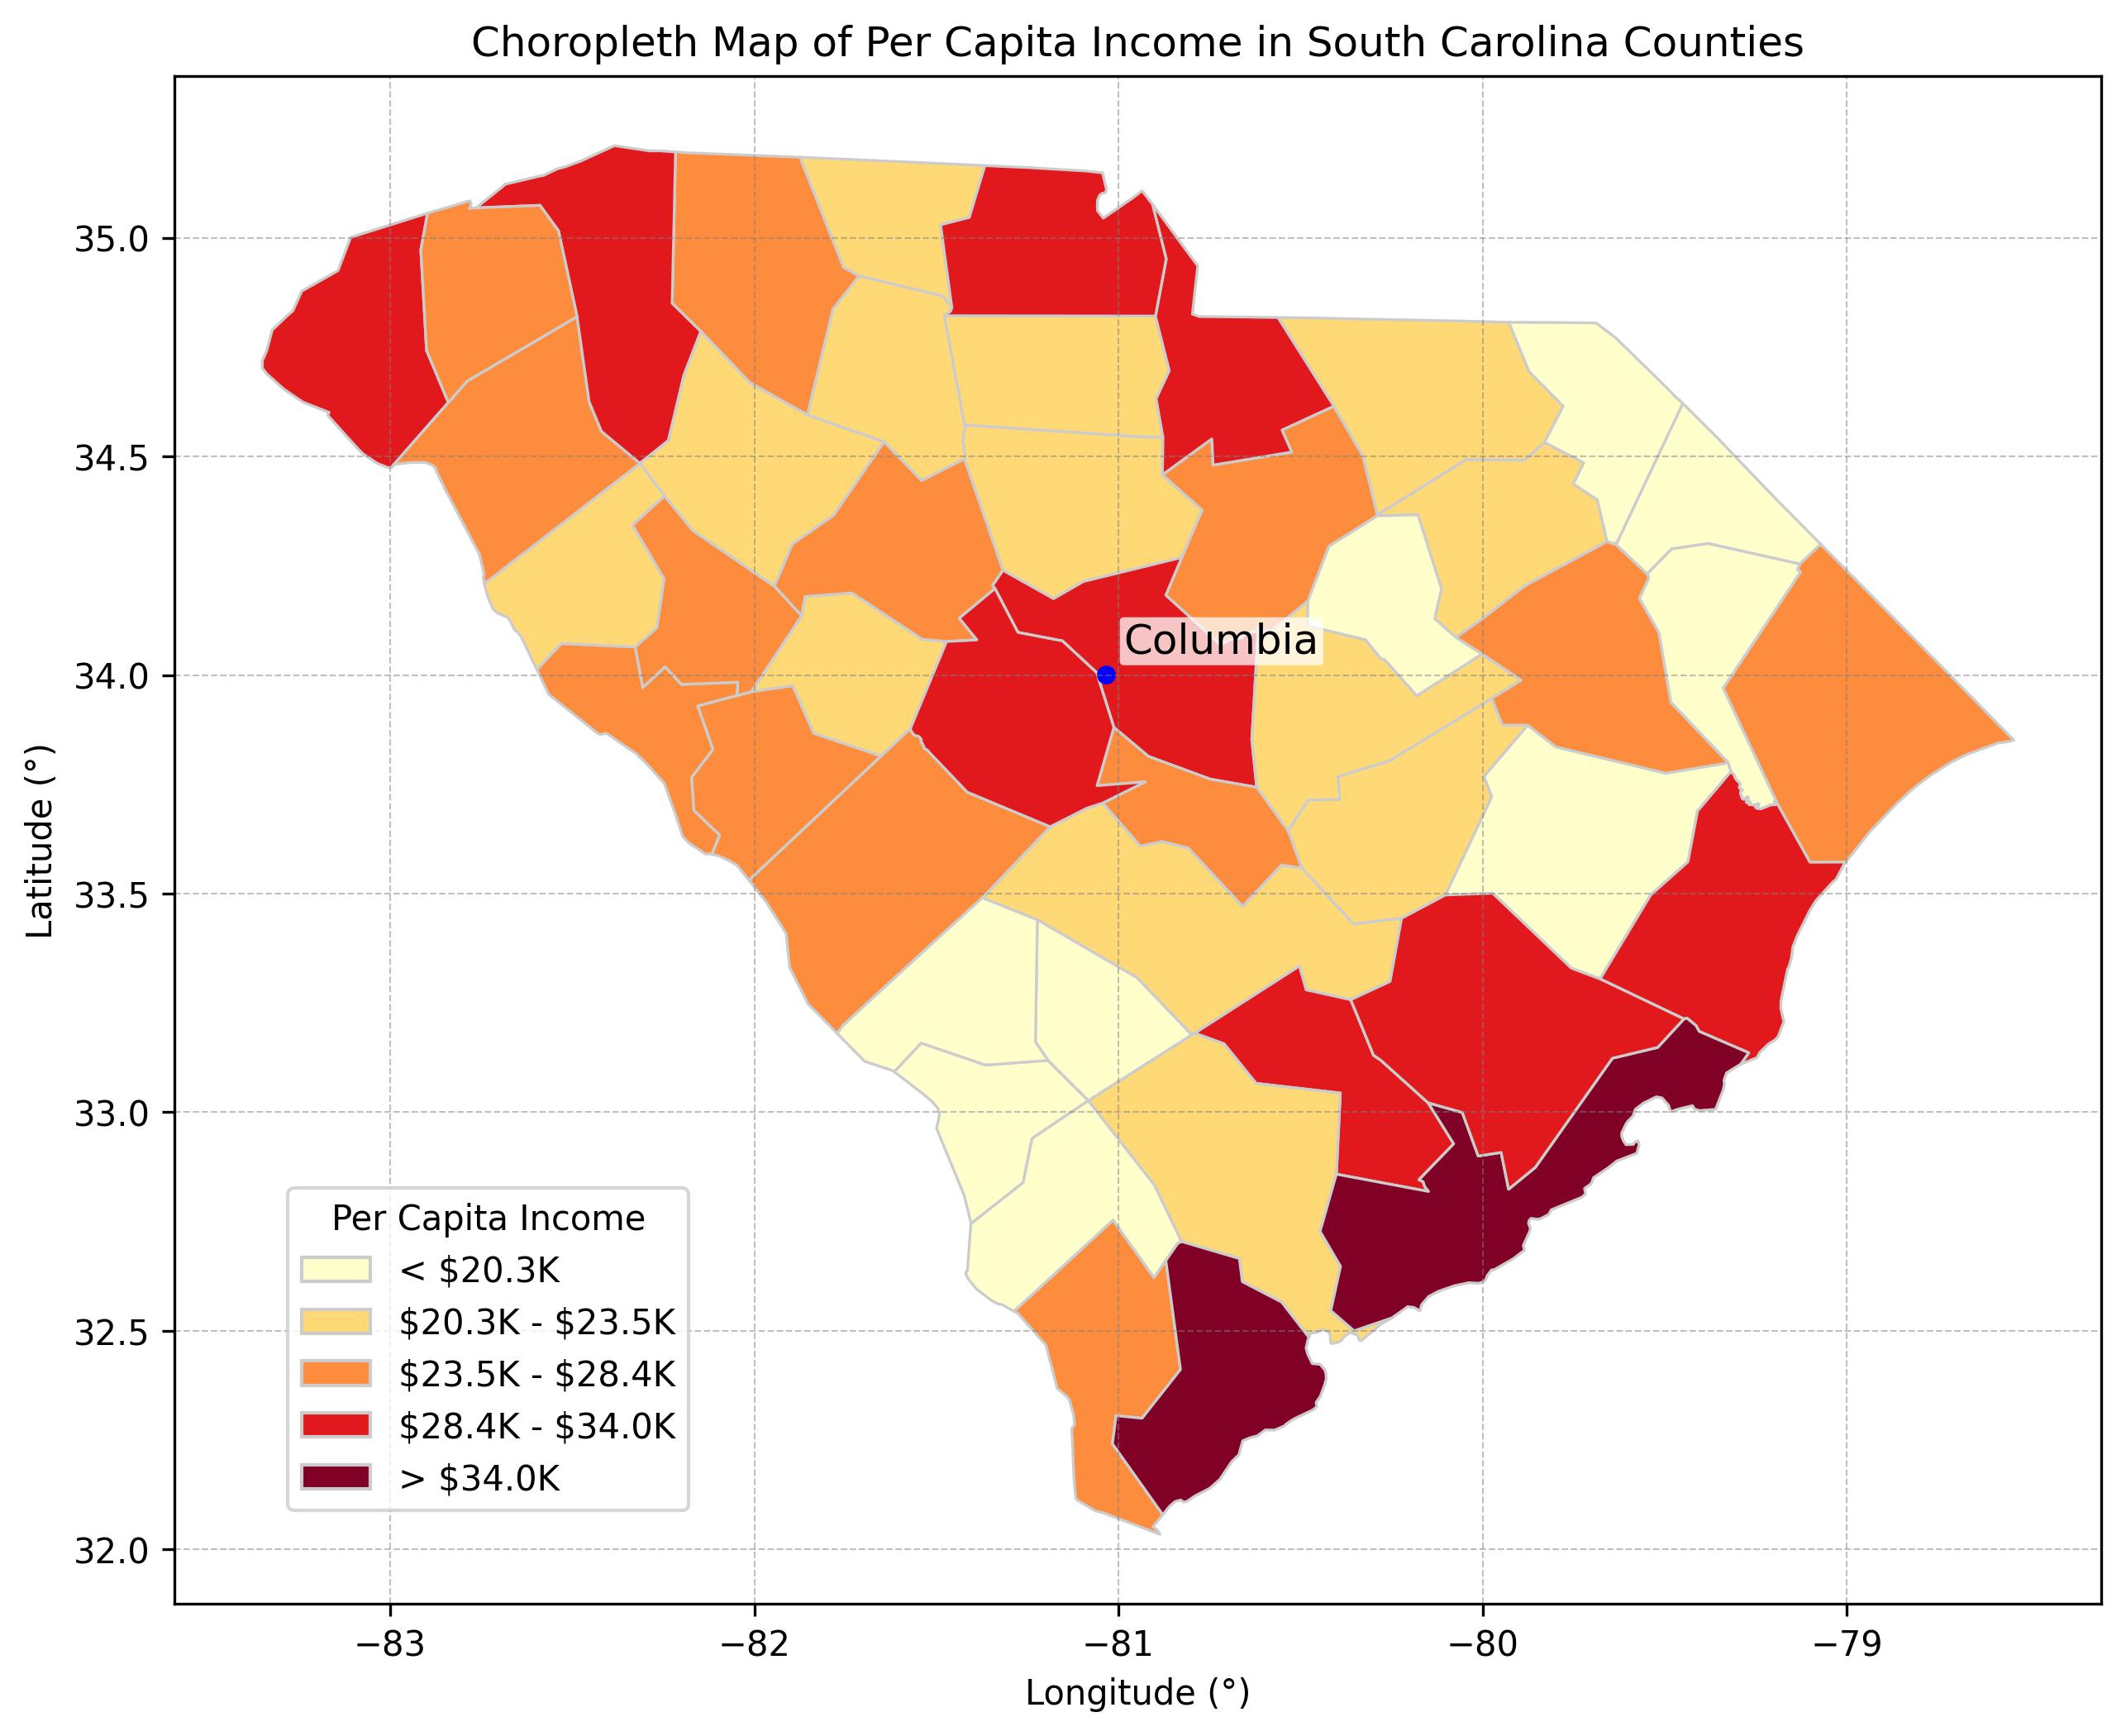 Choropleth Map of Per Capita Income in South Carolina Counties
35.0
34.5
34.0
33.5
33.0
32.5
32.0
Latitude (°)
Columbia
Per Capita Income
< $20.3K
$20.3K - $23.5K
$23.5K - $28.4K
$28.4K - $34.0K
> $34.0K
−83 −82 −81 −80 −79
Longitude (°)